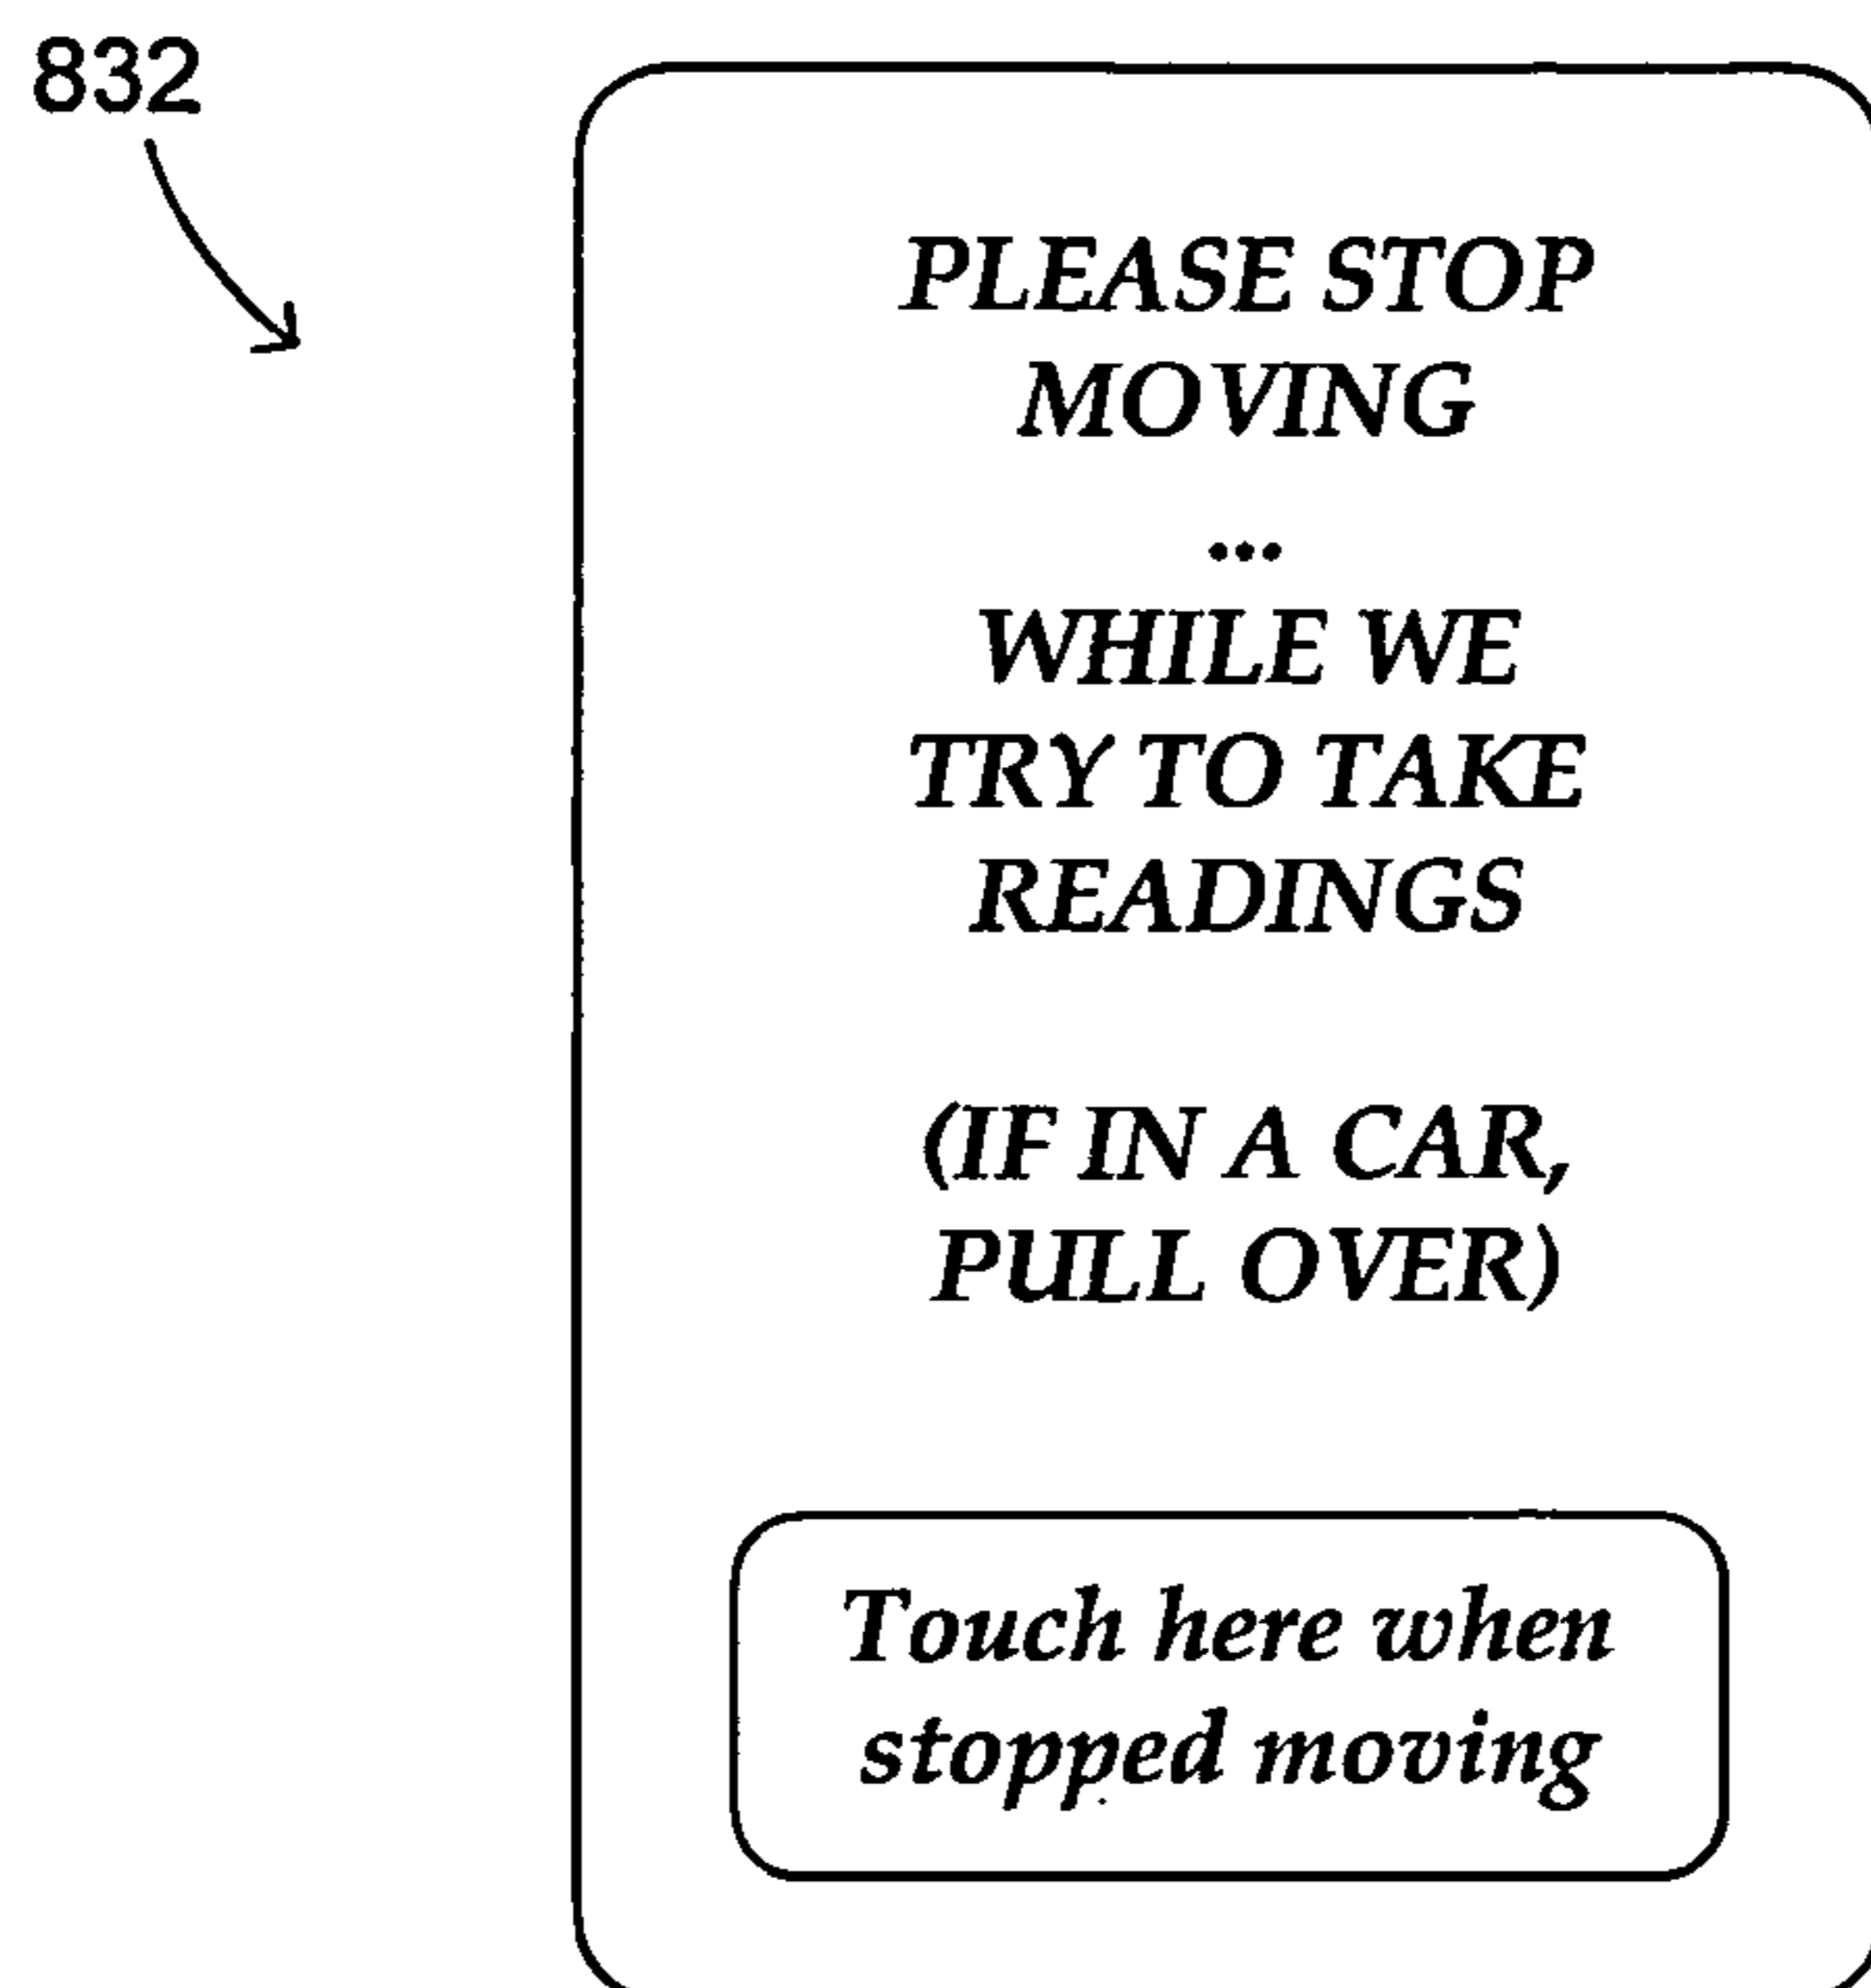 832
PLEASE STOP
MOVING
...
WHILE WE
TRY TO TAKE
READINGS
(IF IN A CAR,
PULL OVER)
Touch here when
stopped moving